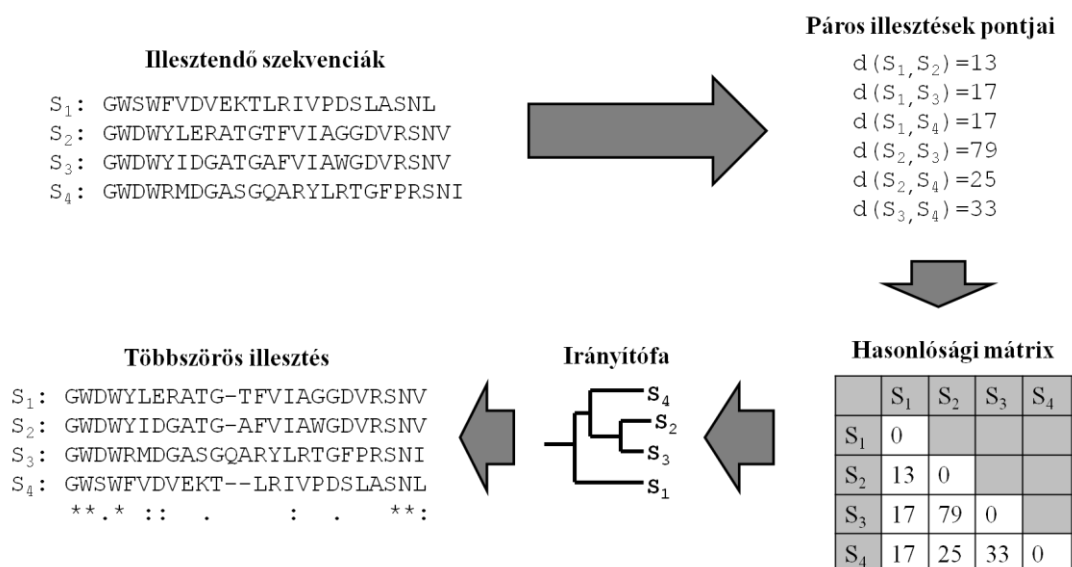 Illesztendő szekvenciák
S₁: GWSWFVDVEKTLRIVPDSLASNL
S₂: GWDWYLERATGTFVIAGGDVRSNV
S₃: GWDWYIDGATGAFVIAWGDVRSNV
S₄: GWDWRMDGASGQARYLRTGFPRSNI
Páros illesztések pontjai
d(S₁,S₂)=13
d(S₁,S₃)=17
d(S₁,S₄)=17
d(S₂,S₃)=79
d(S₂,S₄)=25
d(S₃,S₄)=33
Hasonlósági mátrix
S₁ S₂ S₃ S₄
S₁ 0
S₂ 13 0
S₃ 17 79 0
S₄ 17 25 33 0
Irányítófa
S₄
S₂
S₃
S₁
Többszörös illesztés
S₁: GWDWYLERATG-TFVIAGGDVRSNV
S₂: GWDWYIDGATG-AFVIAWGDVRSNV
S₃: GWDWRMDGASGQARYLRTGFPRSNI
S₄: GWSWFVDVEKT--LRIVPDSLASNL
**.* :: . : . **: